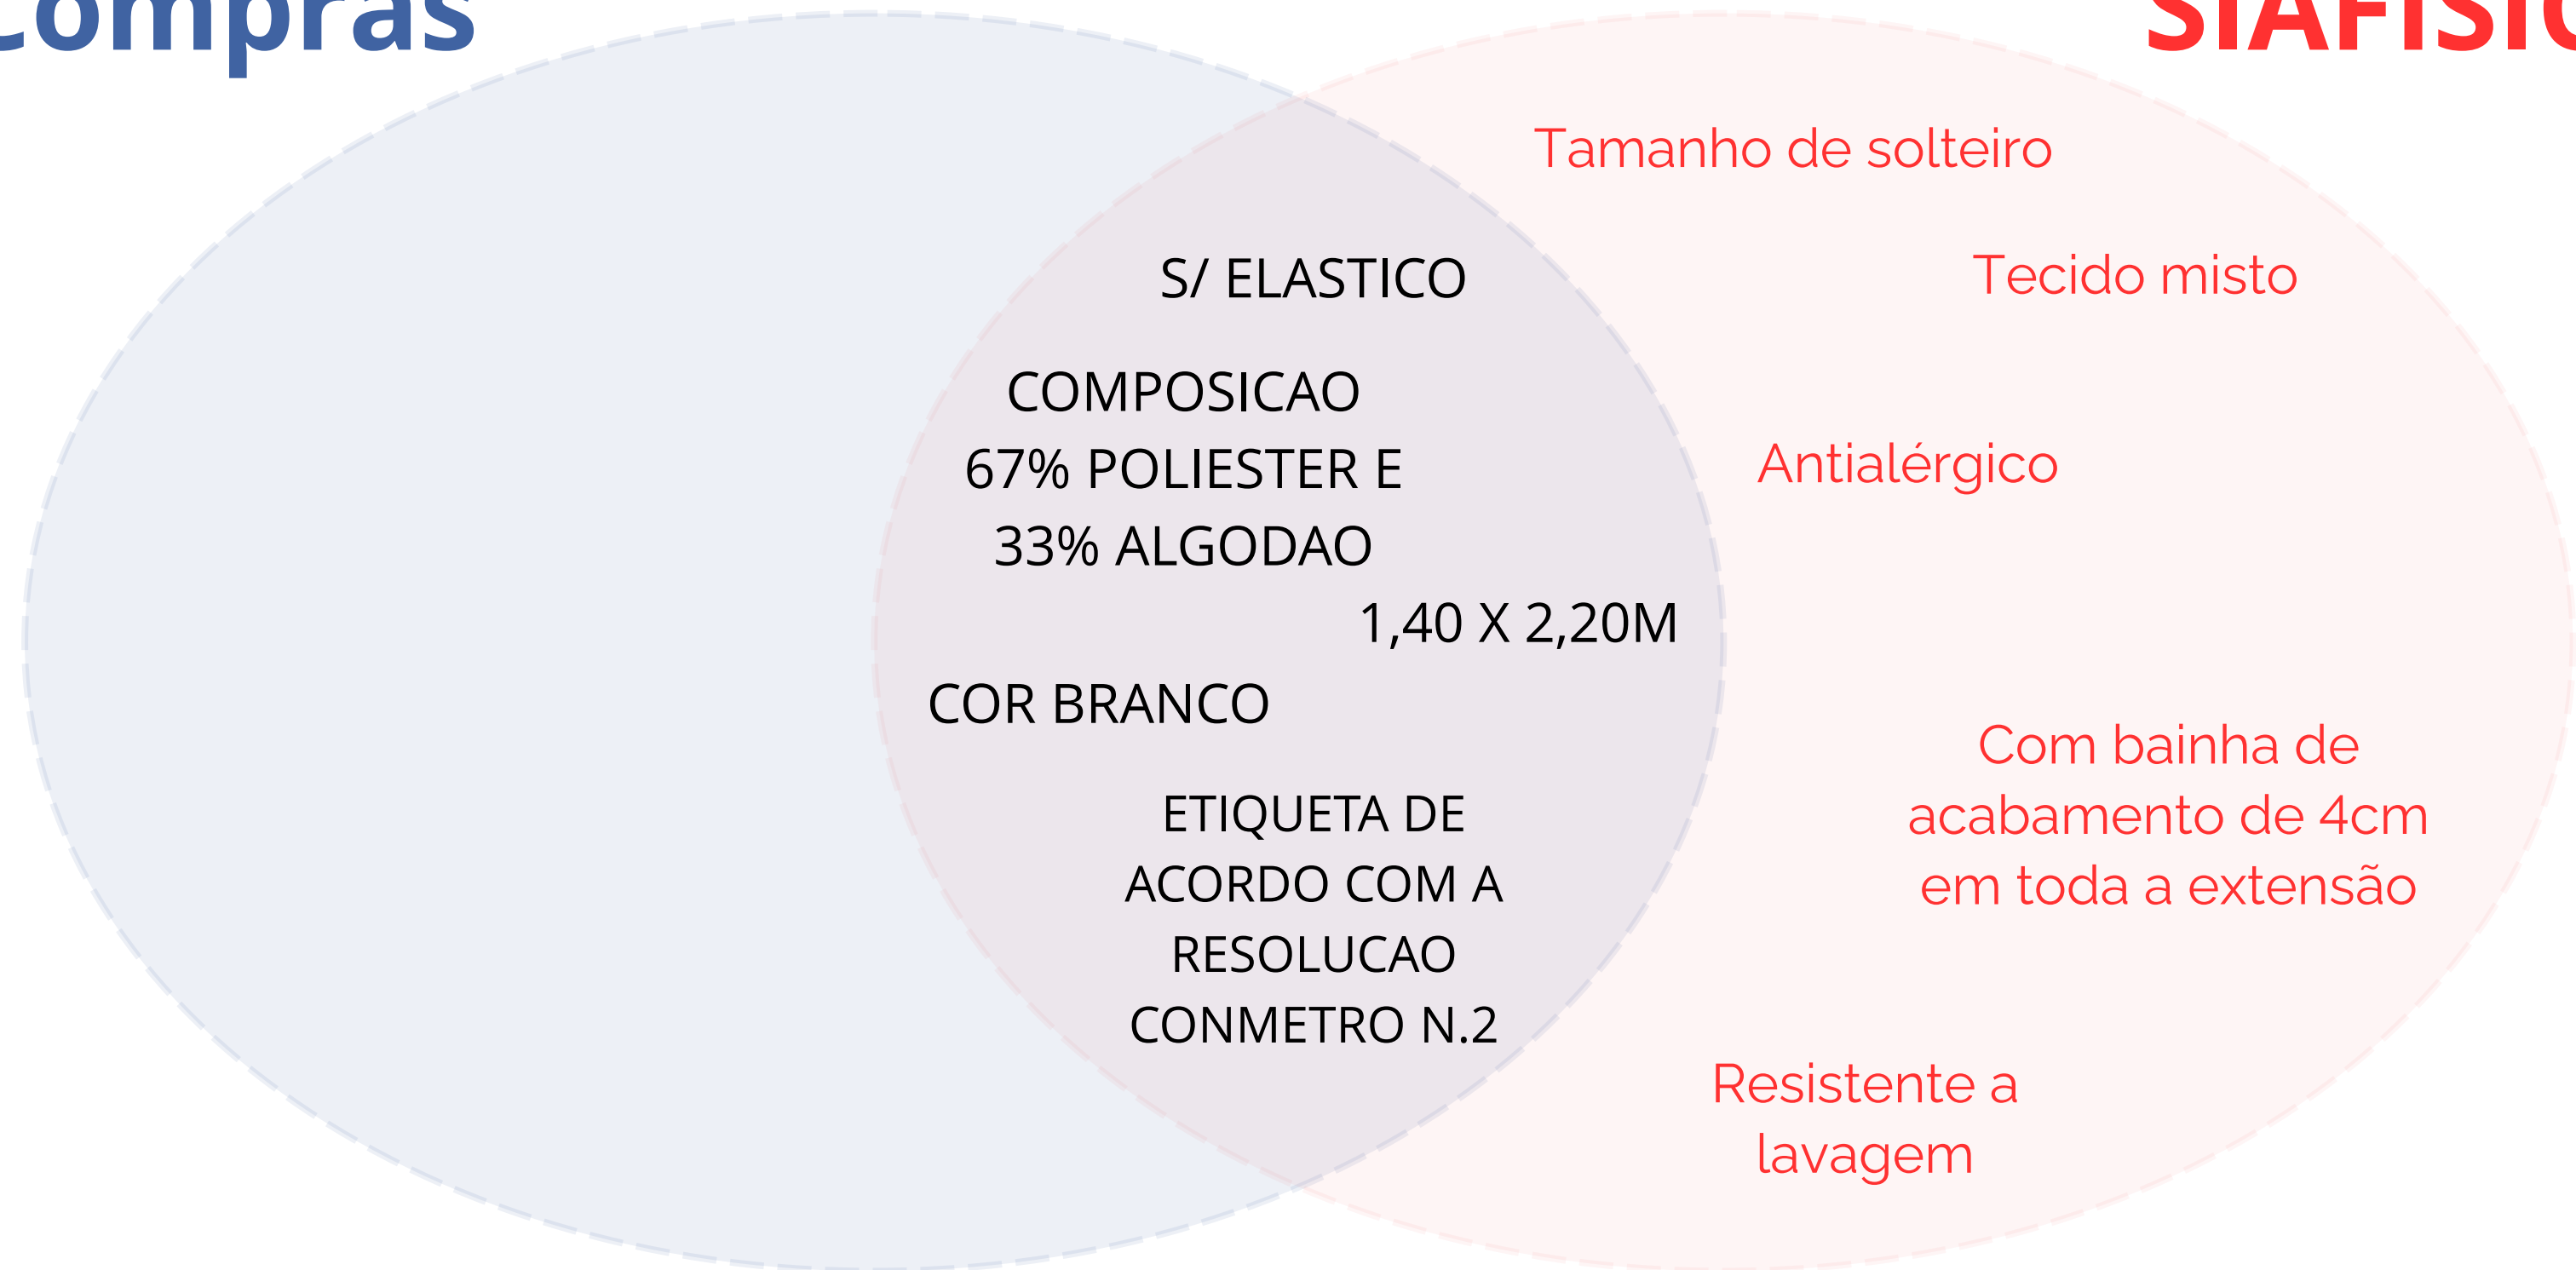 Compras
SIAFISIC
Tamanho de solteiro
S/ ELASTICO
Tecido misto
COMPOSICAO
67% POLIESTER E
33% ALGODAO
Antialérgico
1,40 X 2,20M
COR BRANCO
Com bainha de
acabamento de 4cm
em toda a extensão
ETIQUETA DE
ACORDO COM A
RESOLUCAO
CONMETRO N.2
Resistente a
lavagem